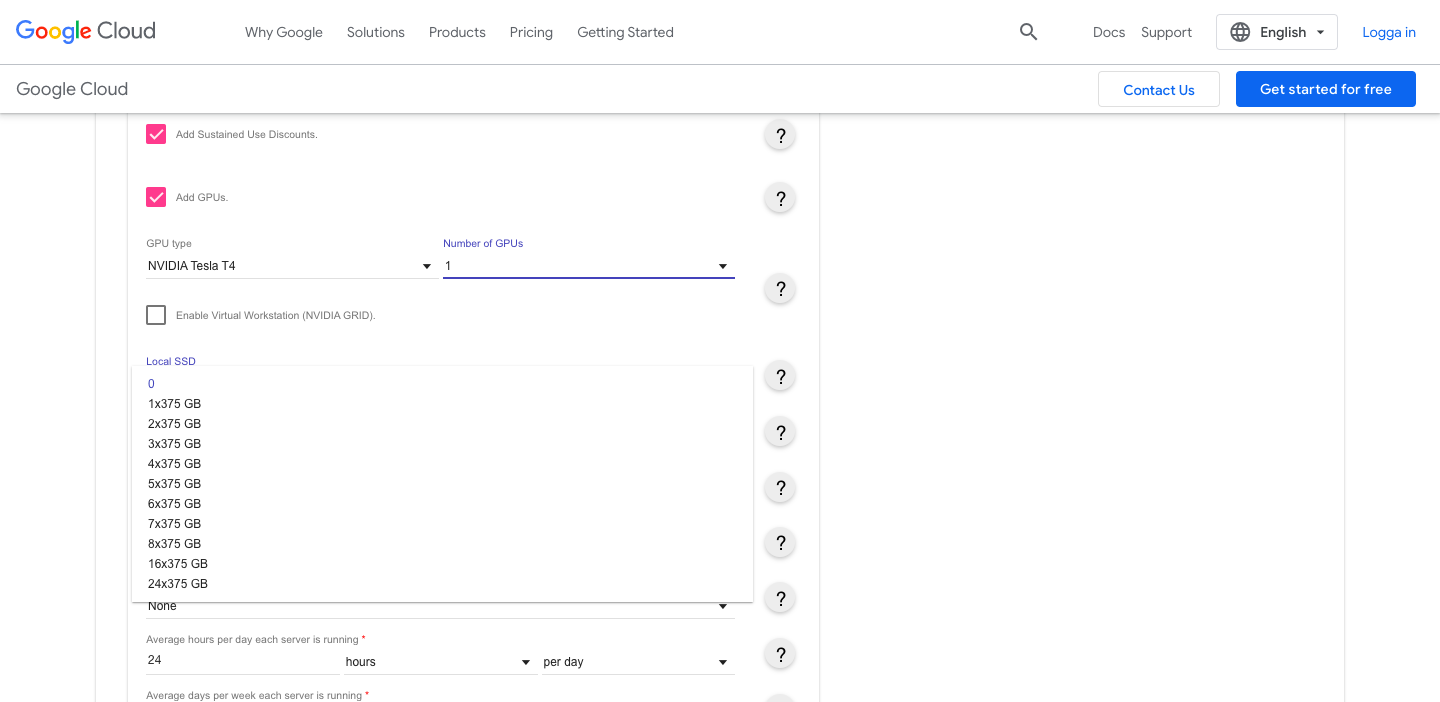 Google Cloud
Why Google
Solutions
Products
Pricing
Getting Started
Docs
Support
English
Logga in
Google Cloud
Contact Us
Get started for free
Add Sustained Use Discounts.
?
Add GPUs.
?
GPU type
Number of GPUs
NVIDIA Tesla T4
1
?
Enable Virtual Workstation (NVIDIA GRID).
Local SSD
?
0
1x375 GB
2x375 GB
?
3x375 GB
4x375 GB
5x375 GB
?
6x375 GB
7x375 GB
8x375 GB
?
16x375 GB
24x375 GB
None
?
Average hours per day each server is running *
24
hours
per day
?
Average days per week each server is running *